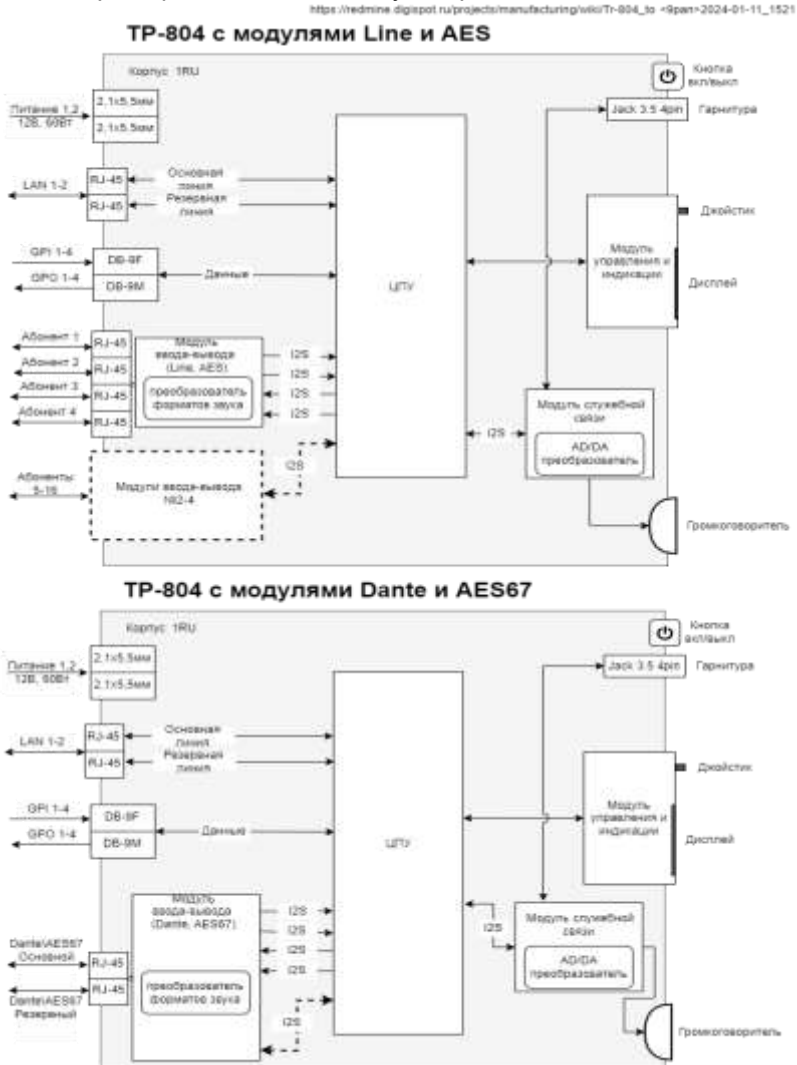 https://redmine.digispot.ru/projects/manufacturing/wiki/Tr-804_to <9pan>2024-01-11_1521
ТР-804 с модулями Line и AES
Корпус 1RU
Кнопка
вкл/выкл
Питание 1,2
12В, 60Вт
2,1х5,5мм
2,1х5,5мм
Jack 3.5 4pin
Гарнитура
LAN 1-2
RJ-45
RJ-45
Основная
линия
Резервная
линия
Джойстик
GPI 1-4
GPO 1-4
DB-9F
DB-9M
Данные
ЦПУ
Модуль
управления и
индикации
Дисплей
Абонент 1
Абонент 2
Абонент 3
Абонент 4
RJ-45
RJ-45
RJ-45
RJ-45
Модуль
ввода-вывода
(Line, AES)
преобразователь
форматов звука
I2S
I2S
I2S
I2S
I2S
Модуль служебной
связи
AD/DA
преобразователь
Абоненты
5-16
Модули ввода-вывода
№2-4
I2S
Громкоговоритель
ТР-804 с модулями Dante и AES67
Корпус 1RU
Кнопка
вкл/выкл
Питание 1,2
12В, 60Вт
2,1х5,5мм
2,1х5,5мм
Jack 3.5 4pin
Гарнитура
LAN 1-2
RJ-45
RJ-45
Основная
линия
Резервная
линия
Джойстик
GPI 1-4
GPO 1-4
DB-9F
DB-9M
Данные
ЦПУ
Модуль
управления и
индикации
Дисплей
Модуль
ввода-вывода
(Dante, AES67)
преобразователь
форматов звука
I2S
I2S
I2S
I2S
I2S
Модуль служебной
связи
AD/DA
преобразователь
Dante\AES67
Основной
RJ-45
RJ-45
Dante\AES67
Резервный
I2S
Громкоговоритель